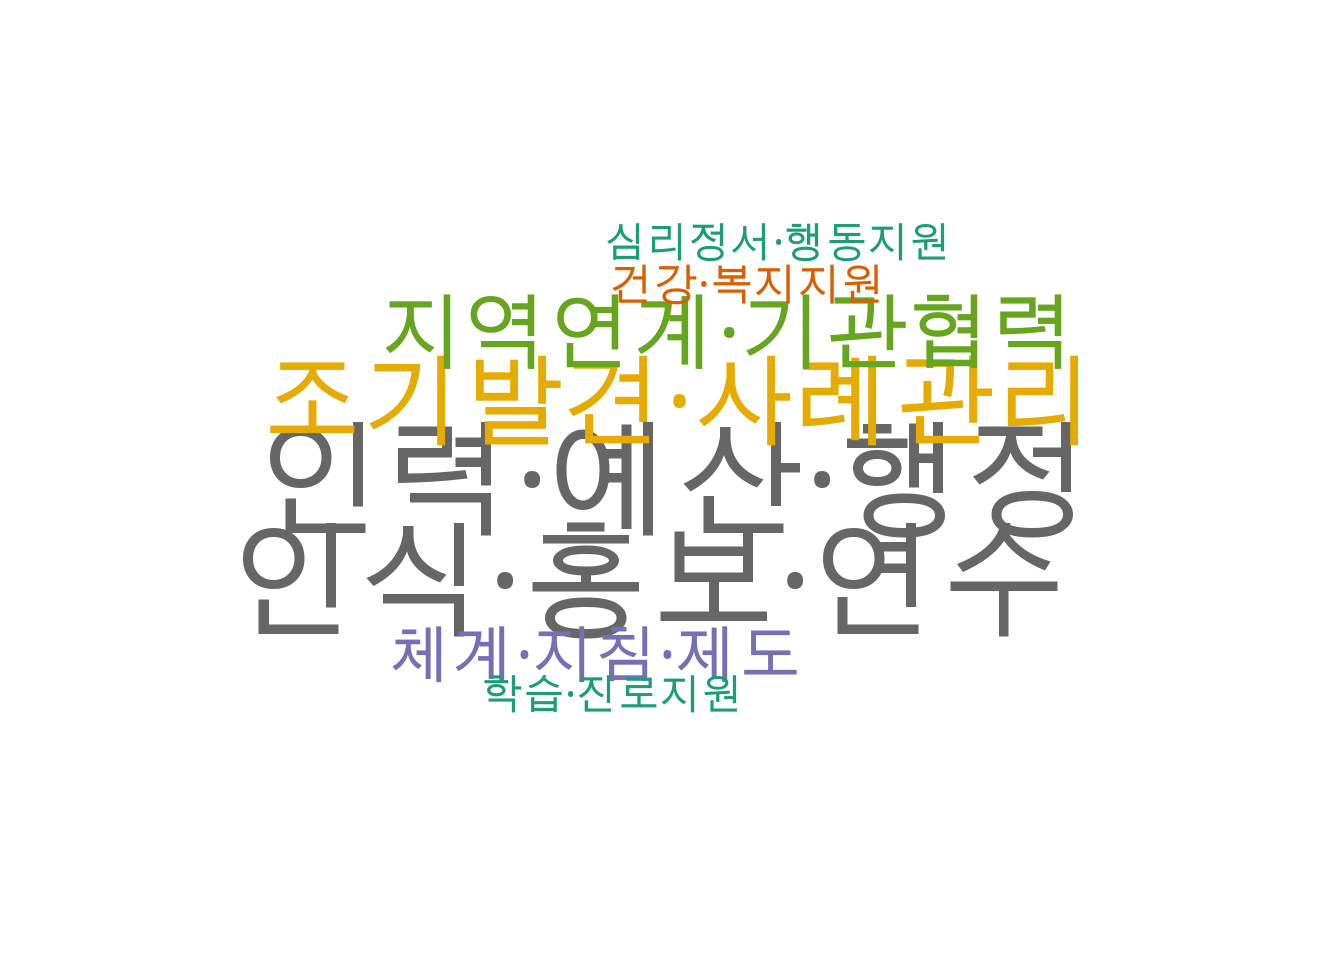 심리정서·행동지원
건강·복지지원
지역연계·기관협력
조기발견·사례관리
인력·예산·행정
인식·홍보·연수
체계·지침·제도
학습·진로지원